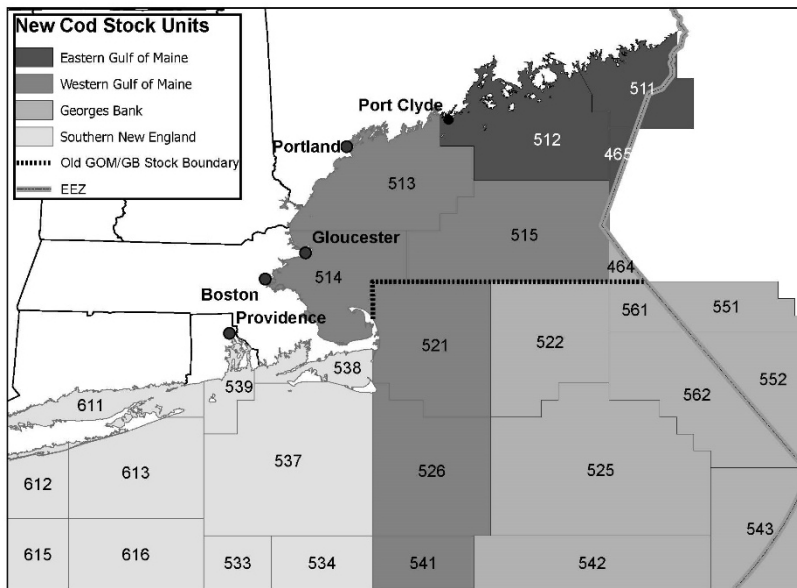 New Cod Stock Units
Eastern Gulf of Maine
Western Gulf of Maine
Georges Bank
Southern New England
Old GOM/GB Stock Boundary
EEZ
511
Port Clyde
512
465
Portland
513
515
Gloucester
514
464
Boston
Providence
561
551
521
522
538
539
552
562
611
613
537
526
525
612
543
615
616
533
534
541
542